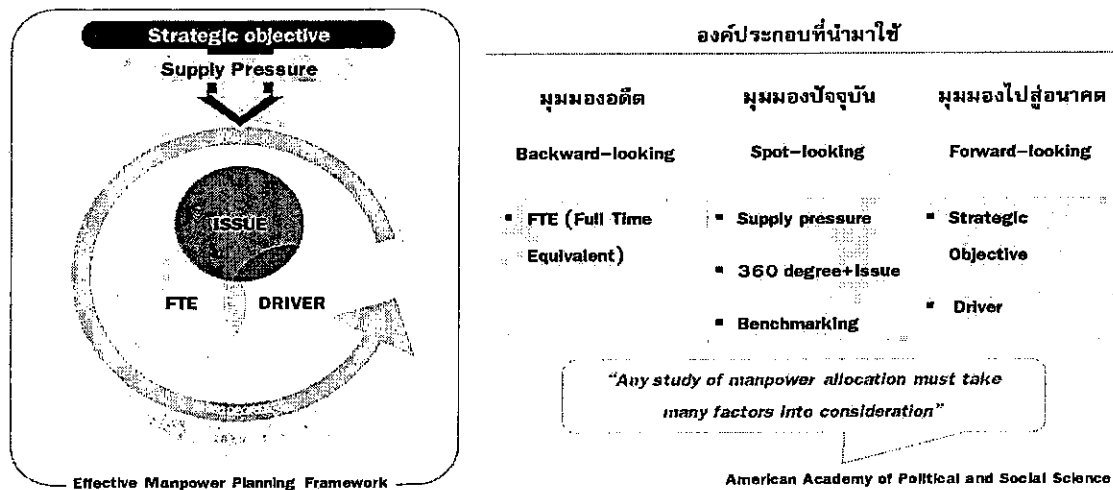 Strategic objective
Supply Pressure
ISSUE
FTE DRIVER
Effective Manpower Planning Framework
องค์ประกอบที่นำมาใช้
มุมมองอดีต มุมมองปัจจุบัน มุมมองไปสู่อนาคต
Backward-looking Spot-looking Forward-looking
▪ FTE (Full Time
Equivalent)
▪ Supply pressure
▪ 360 degree+Issue
▪ Benchmarking
▪ Strategic
Objective
▪ Driver
"Any study of manpower allocation must take
many factors into consideration"
American Academy of Political and Social Science